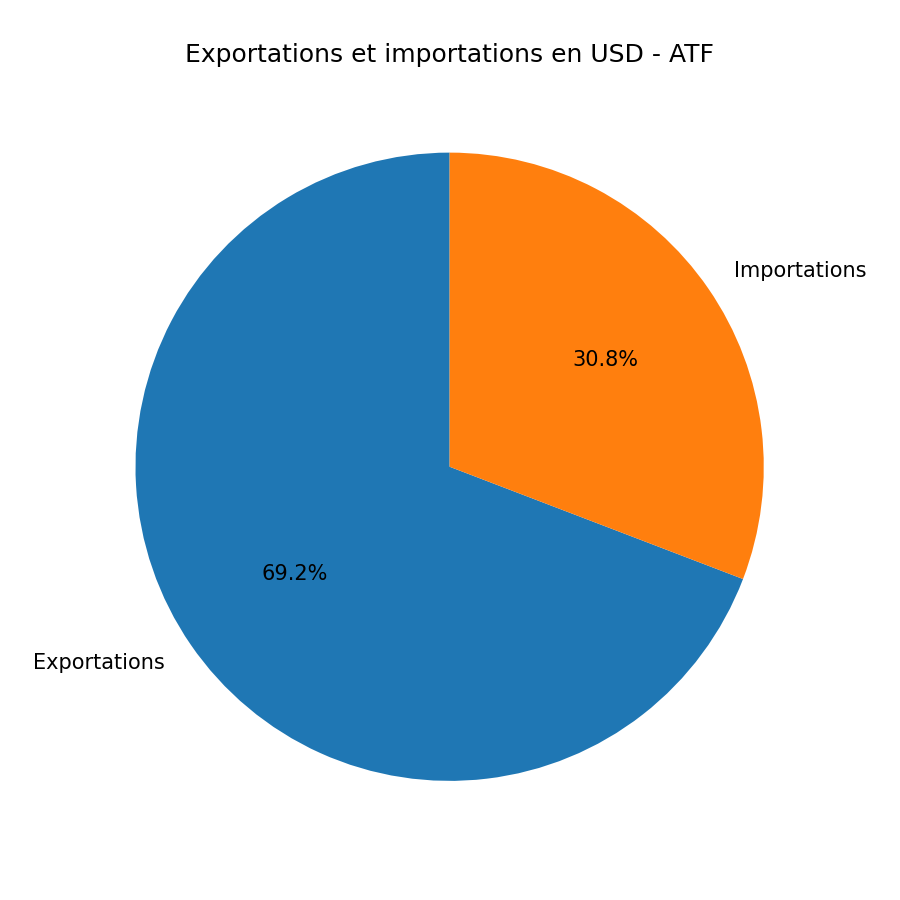 Exportations et importations en USD - ATF
Importations
30.8%
69.2%
Exportations